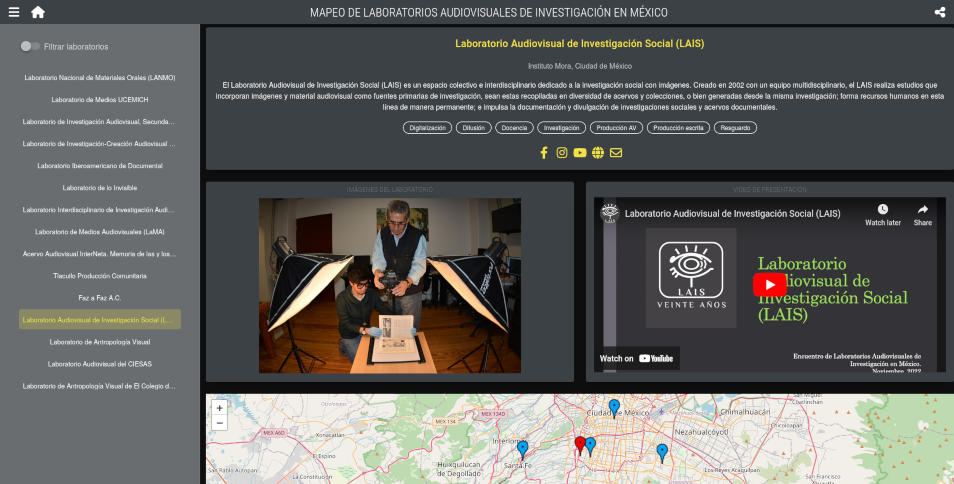 MAPEO DE LABORATORIOS AUDIOVISUALES DE INVESTIGACIÓN EN MÉXICO
Filtrar laboratorios
Laboratorio Nacional de Materiales Orales (LANMO)
Laboratorio de Medios UCEMICH
Laboratorio de Investigación Audiovisual, Secunda...
Laboratorio de Investigación-Creación Audiovisual ...
Laboratorio Iberoamericano de Documental
Laboratorio de lo Invisible
Laboratorio Interdisciplinario de Investigación Audi...
Laboratorio de Medios Audiovisuales (LaMA)
Acervo Audiovisual InterNeta. Memoria de las y los...
Tlacuilo Producción Comunitaria
Faz a Faz A.C.
Laboratorio Audiovisual de Investigación Social (L...
Laboratorio de Antropología Visual
Laboratorio Audiovisual del CIESAS
Laboratorio de Antropología Visual de El Colegio d...
Laboratorio Audiovisual de Investigación Social (LAIS)
Instituto Mora, Ciudad de México
El Laboratorio Audiovisual de Investigación Social (LAIS) es un espacio colectivo e interdisciplinario dedicado a la investigación social con imágenes. Creado en 2002 con un equipo multidisciplinario, el LAIS realiza estudios que
incorporan imágenes y material audiovisual como fuentes primarias de investigación, sean estas recopiladas en diversidad de acervos y colecciones, o bien generadas desde la misma investigación; forma recursos humanos en esta
línea de manera permanente; e impulsa la documentación y divulgación de investigaciones sociales y acervos documentales.
Digitalización
Difusión
Docencia
Investigación
Producción AV
Producción escrita
Resguardo
IMÁGENES DEL LABORATORIO
VIDEO DE PRESENTACIÓN
Laboratorio Audiovisual de Investigación Social (LAIS)
Watch later
Share
LAIS
VEINTE AÑOS
Laboratorio
Audiovisual de
Investigación Social
(LAIS)
Watch on YouTube
Encuentro de Laboratorios Audiovisuales de
Investigación en México.
Noviembre, 2022
+
−
MEX 134D
MEX 134
MEX A5D
Xonacatlan
El Espino
San Pablo Autopan
La Constitución
Huixquilucan
de Degollado
Interlomas
Santa Fe
Ciudad de México
Nezahualcóyotl
Chimalhuacán
San Miguel
Coatlinchán
Chicoloapan
Los Reyes Acaquilpan
San Francisco